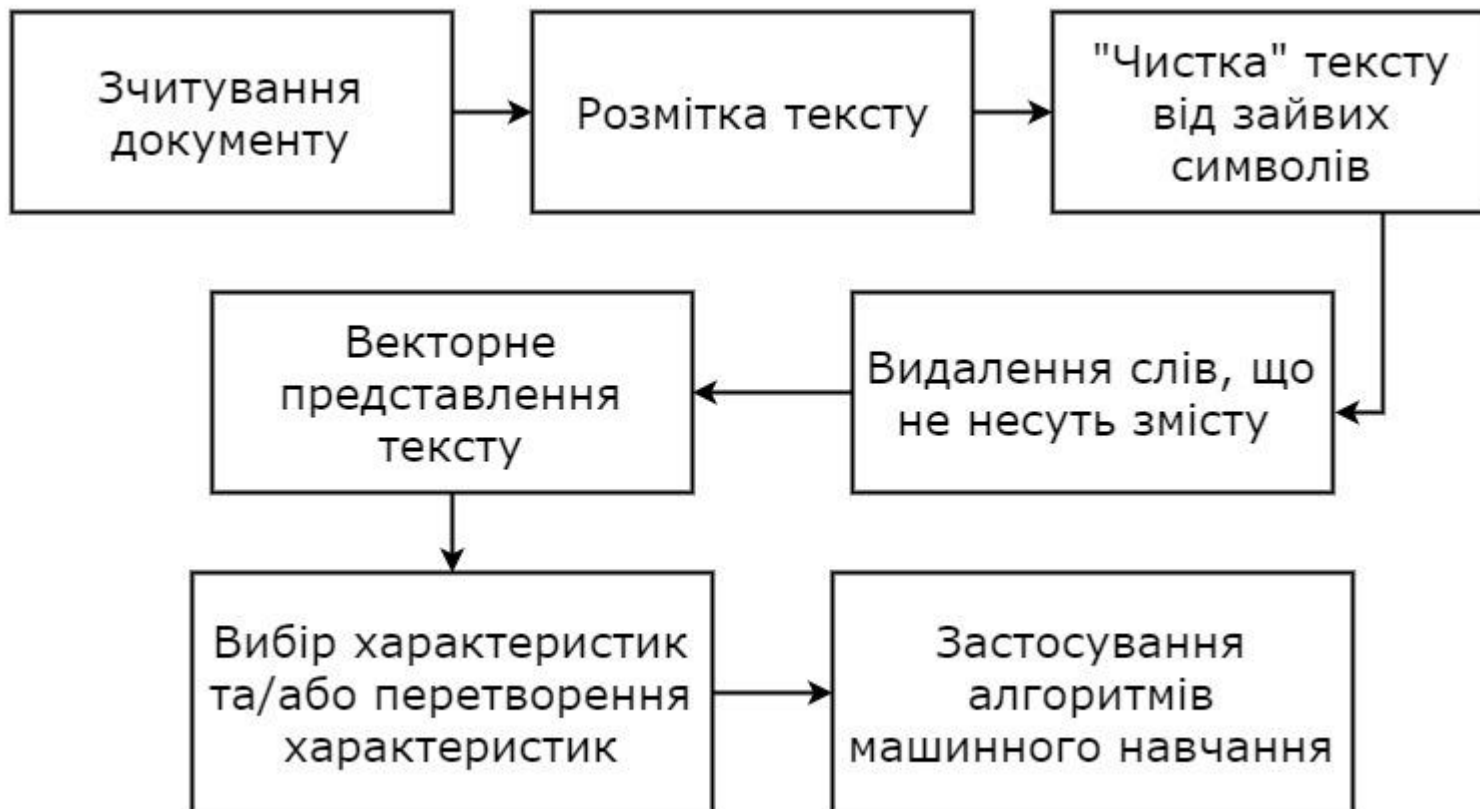 Зчитування
документу
Розмітка тексту
"Чистка" тексту
від зайвих
символів
Видалення слів, що
не несуть змісту
Векторне
представлення
тексту
Вибір характеристик
та/або перетворення
характеристик
Застосування
алгоритмів
машинного навчання